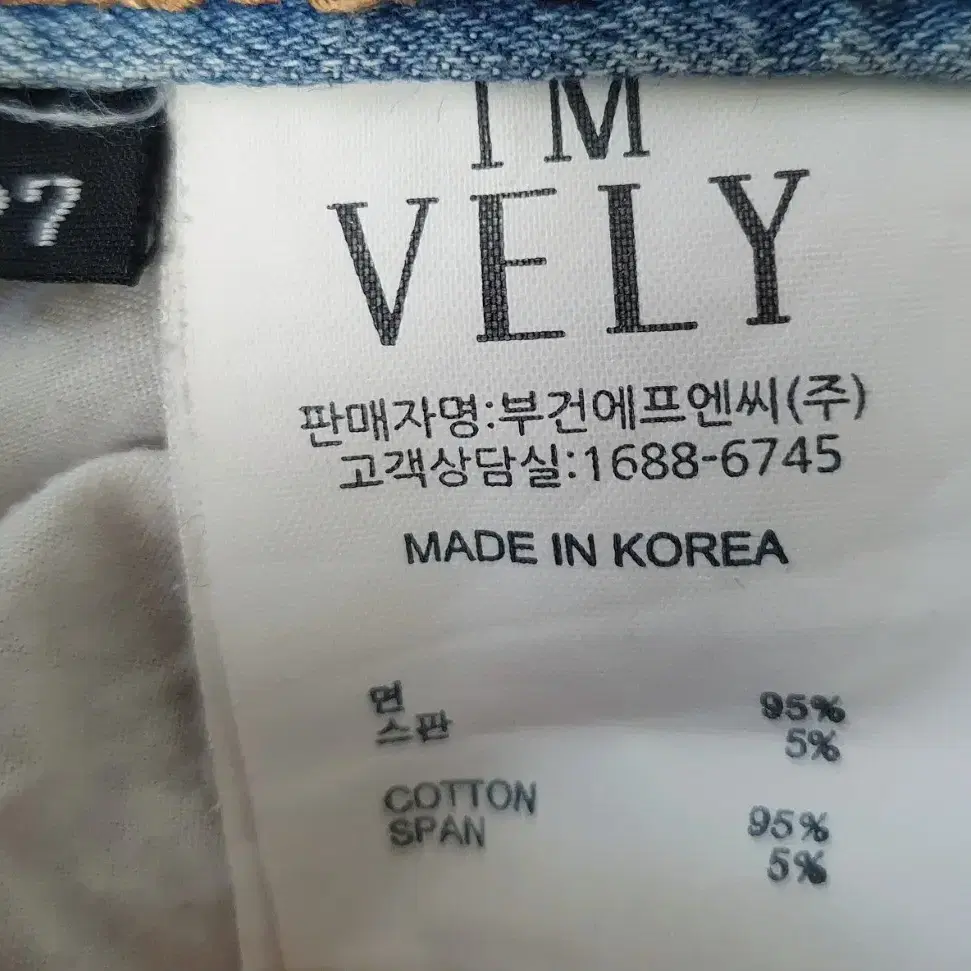 I'M
VELY
판매자명:부건에프엔씨(주)
고객상담실:1688-6745
MADE IN KOREA
면 95%
스판 5%
COTTON 95%
SPAN 5%